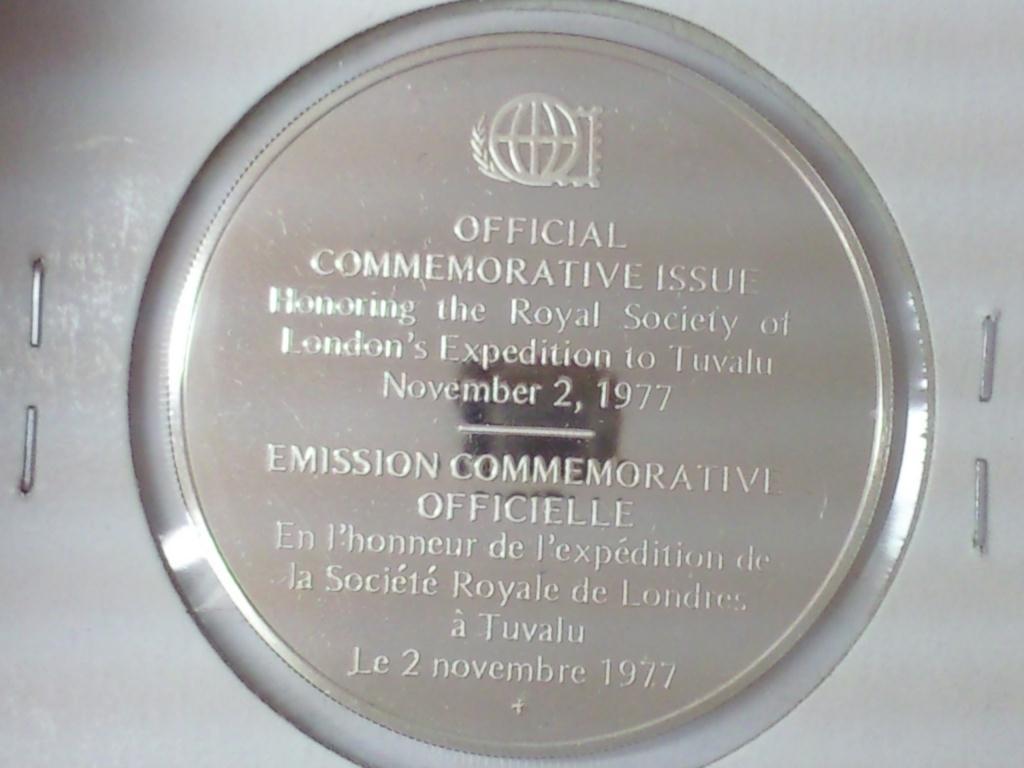 OFFICIAL
COMMEMORATIVE ISSUE
Honoring the Royal Society of
London's Expedition to Tuvalu
November 2, 1977
EMISSION COMMEMORATIVE
OFFICIELLE
En l'honneur de l'expédition de
la Société Royale de Londres
à Tuvalu
Le 2 novembre 1977